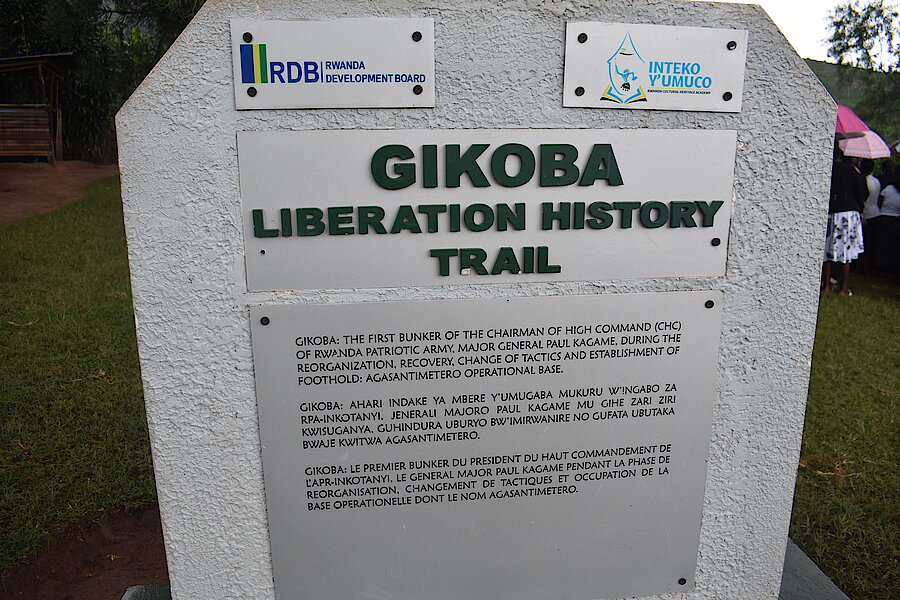 RDB RWANDA
DEVELOPMENT BOARD
INTEKO
Y'UMUCO
RWANDA CULTURAL HERITAGE ACADEMY
GIKOBA
LIBERATION HISTORY
TRAIL
GIKOBA: THE FIRST BUNKER OF THE CHAIRMAN OF HIGH COMMAND (CHC)
OF RWANDA PATRIOTIC ARMY, MAJOR GENERAL PAUL KAGAME, DURING THE
REORGANIZATION, RECOVERY, CHANGE OF TACTICS AND ESTABLISHMENT OF
FOOTHOLD: AGASANTIMETERO OPERATIONAL BASE.
GIKOBA: AHARI INDAKE YA MBERE Y'UMUGABA MUKURU W'INGABO ZA
RPA-INKOTANYI, JENERALI MAJORO PAUL KAGAME MU GIHE ZARI ZIRI
KWISUGANYA, GUHINDURA UBURYO BW'IMIRWANIRE NO GUFATA UBUTAKA
BWAJE KWITWA AGASANTIMETERO.
GIKOBA: LE PREMIER BUNKER DU PRESIDENT DU HAUT COMMANDEMENT DE
L'APR-INKOTANYI, LE GENERAL MAJOR PAUL KAGAME PENDANT LA PHASE DE
REORGANISATION, CHANGEMENT DE TACTIQUES ET OCCUPATION DE LA
BASE OPERATIONELLE DONT LE NOM AGASANTIMETERO.